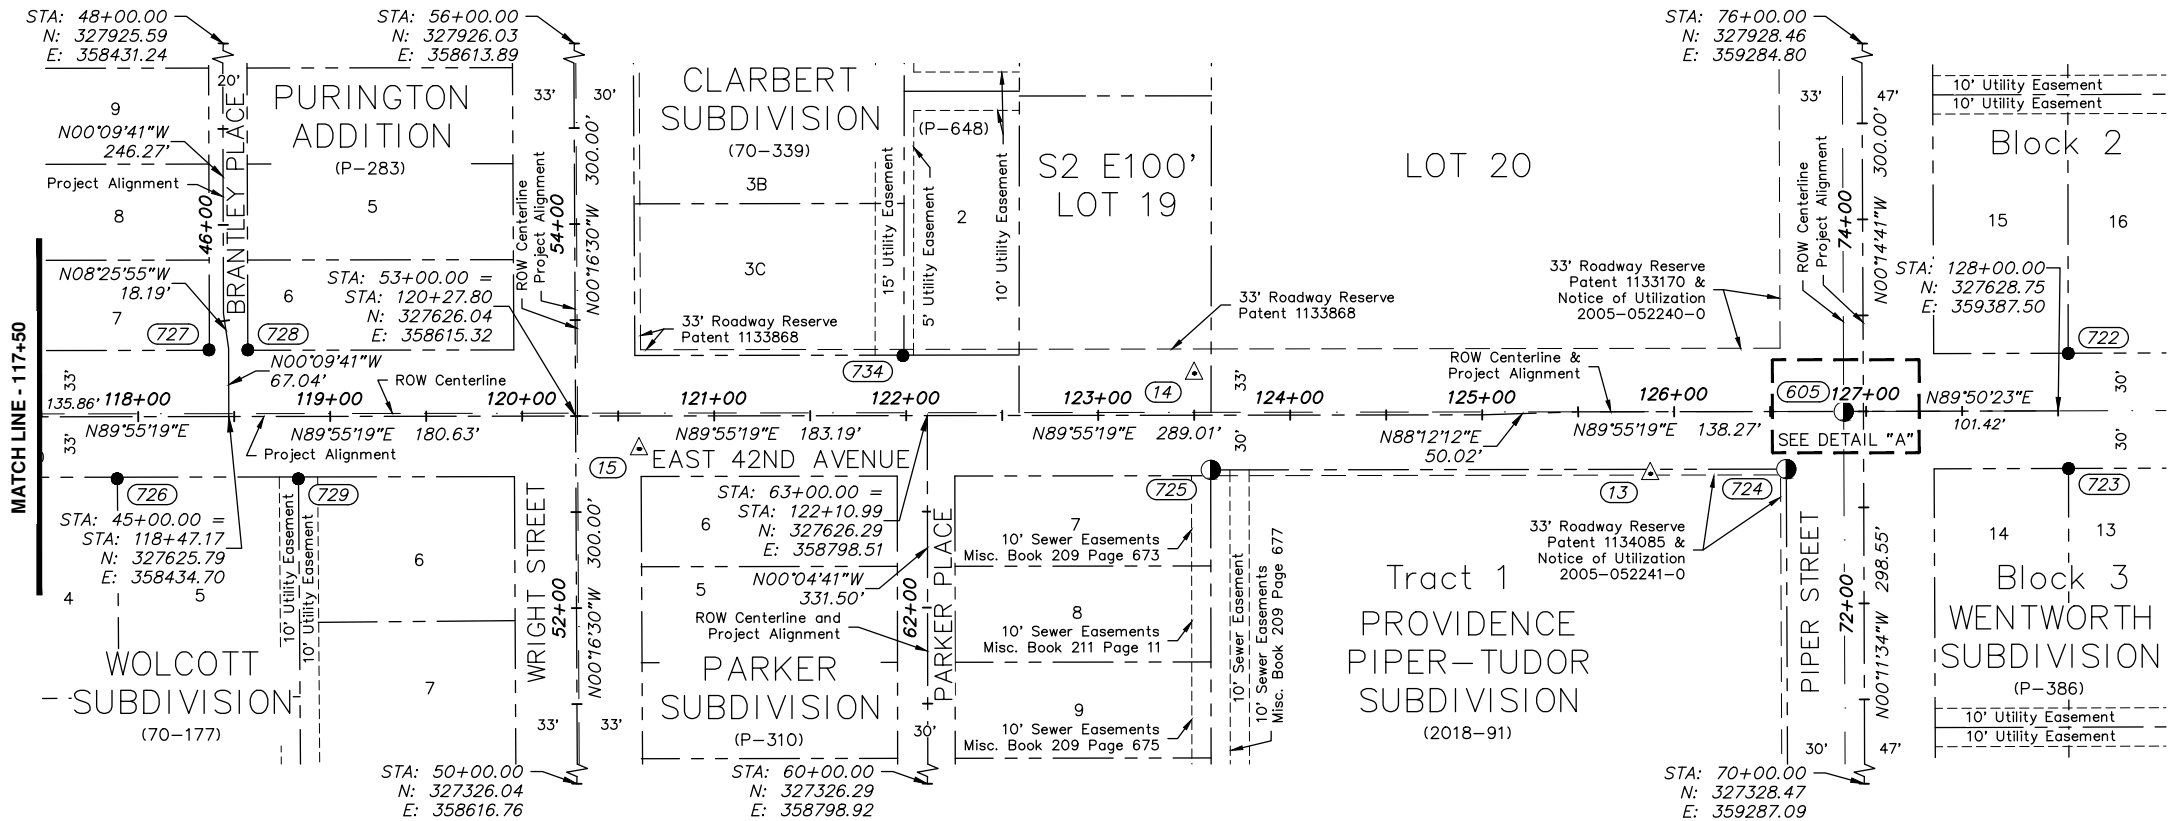 STA: 48+00.00
N: 327925.59
E: 358431.24
STA: 56+00.00
N: 327926.03
E: 358613.89
STA: 76+00.00
N: 327928.46
E: 359284.80
20'
9
N00°09'41"W
246.27'
Project Alignment
8
46+00
BRANTLEY PLACE
PURINGTON
ADDITION
(P-283)
5
6
33'
30'
ROW Centerline
Project Alignment
54+00
N00°16'30"W 300.00'
CLARBERT
SUBDIVISION
(70-339)
3B
3C
15' Utility Easement
5' Utility Easement
(P-648)
2
10' Utility Easement
S2 E100'
LOT 19
LOT 20
33'
47'
ROW Centerline
Project Alignment
74+00
N00°14'41"W 300.00'
10' Utility Easement
10' Utility Easement
Block 2
15
16
N08°25'55"W
18.19'
7
727
728
STA: 53+00.00 =
STA: 120+27.80
N: 327626.04
E: 358615.32
33' Roadway Reserve
Patent 1133868
734
33' Roadway Reserve
Patent 1133868
33' Roadway Reserve
Patent 1133170 &
Notice of Utilization
2005-052240-0
STA: 128+00.00
N: 327628.75
E: 359387.50
722
MATCH LINE - 117+50
N00°09'41"W
67.04'
ROW Centerline
14
33'
ROW Centerline &
Project Alignment
605
33'
135.86'
118+00
119+00
120+00
121+00
122+00
123+00
124+00
125+00
126+00
127+00
N89°50'23"E
101.42'
30'
33'
N89°55'19"E
N89°55'19"E 180.63'
N89°55'19"E 183.19'
N89°55'19"E 289.01'
30'
N88°12'12"E
50.02'
N89°55'19"E 138.27'
SEE DETAIL "A"
30'
Project Alignment
15
EAST 42ND AVENUE
726
729
725
13
724
723
STA: 45+00.00 =
STA: 118+47.17
N: 327625.79
E: 358434.70
4
5
10' Utility Easement
10' Utility Easement
6
7
WOLCOTT
SUBDIVISION
(70-177)
WRIGHT STREET
52+00
N00°16'30"W 300.00'
33'
33'
6
STA: 63+00.00 =
STA: 122+10.99
N: 327626.29
E: 358798.51
N00°04'41"W
331.50'
5
ROW Centerline and
Project Alignment
62+00
PARKER PLACE
PARKER
SUBDIVISION
(P-310)
30'
7
10' Sewer Easements
Misc. Book 209 Page 673
8
10' Sewer Easements
Misc. Book 211 Page 11
9
10' Sewer Easements
Misc. Book 209 Page 675
10' Sewer Easement
10' Sewer Easements
Misc. Book 209 Page 677
Tract 1
PROVIDENCE
PIPER-TUDOR
SUBDIVISION
(2018-91)
33' Roadway Reserve
Patent 1134085 &
Notice of Utilization
2005-052241-0
PIPER STREET
72+00
N00°11'34"W 298.55'
30'
47'
14
13
Block 3
WENTWORTH
SUBDIVISION
(P-386)
10' Utility Easement
10' Utility Easement
STA: 50+00.00
N: 327326.04
E: 358616.76
STA: 60+00.00
N: 327326.29
E: 358798.92
STA: 70+00.00
N: 327328.47
E: 359287.09